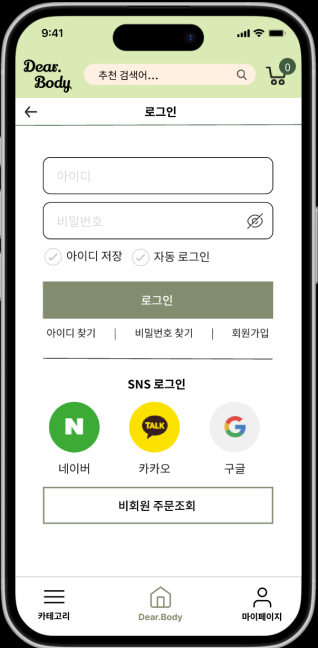 9:41
Dear.
Body
추천 검색어...
0
로그인
아이디
비밀번호
아이디 저장 자동 로그인
로그인
아이디 찾기 | 비밀번호 찾기 | 회원가입
SNS 로그인
N TALK G
네이버 카카오 구글
비회원 주문조회
카테고리 Dear.Body 마이페이지